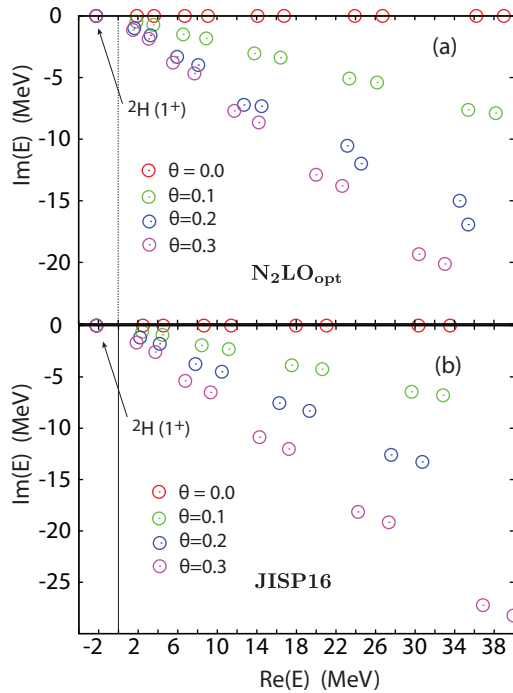 0
(a)
-5
²H (1⁺)
Im(E) (MeV)
-10
θ = 0.0
θ=0.1
-15
θ=0.2
θ=0.3
-20
N₂LOₒₚₜ
0
(b)
-5
²H (1⁺)
Im(E) (MeV)
-10
θ = 0.0
-15
θ=0.1
θ=0.2
-20
θ=0.3
JISP16
-25
-2 2 6 10 14 18 22 26 30 34 38
Re(E) (MeV)